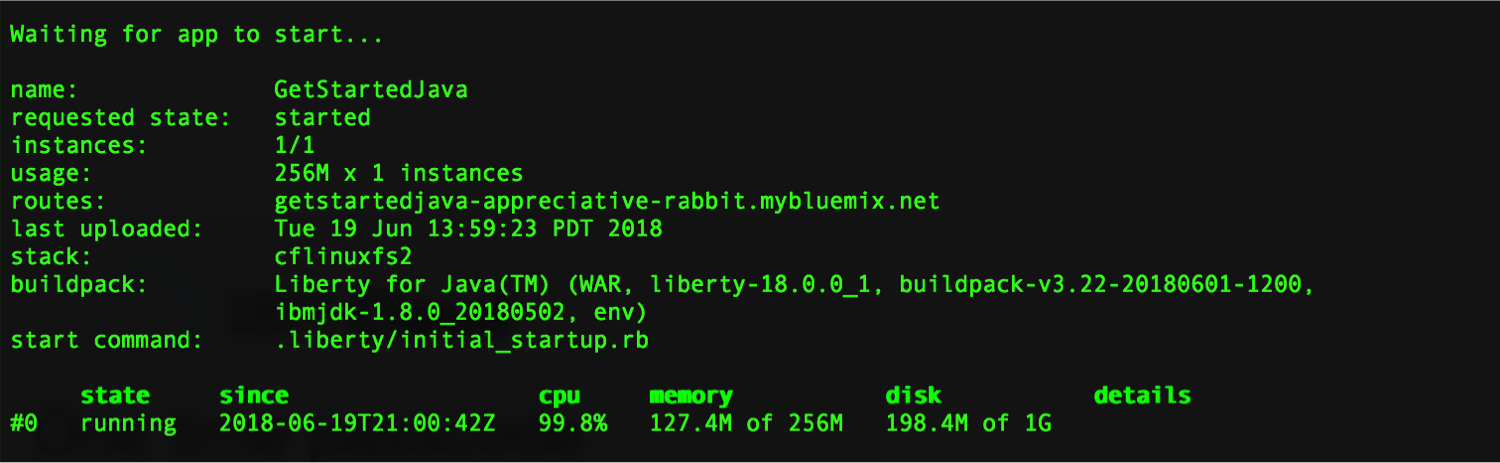 Waiting for app to start...
name: GetStartedJava
requested state: started
instances: 1/1
usage: 256M x 1 instances
routes: getstartedjava-appreciative-rabbit.mybluemix.net
last uploaded: Tue 19 Jun 13:59:23 PDT 2018
stack: cflinuxfs2
buildpack: Liberty for Java(TM) (WAR, liberty-18.0.0_1, buildpack-v3.22-20180601-1200,
ibmjdk-1.8.0_20180502, env)
start command: .liberty/initial_startup.rb
state since cpu memory disk details
#0 running 2018-06-19T21:00:42Z 99.8% 127.4M of 256M 198.4M of 1G